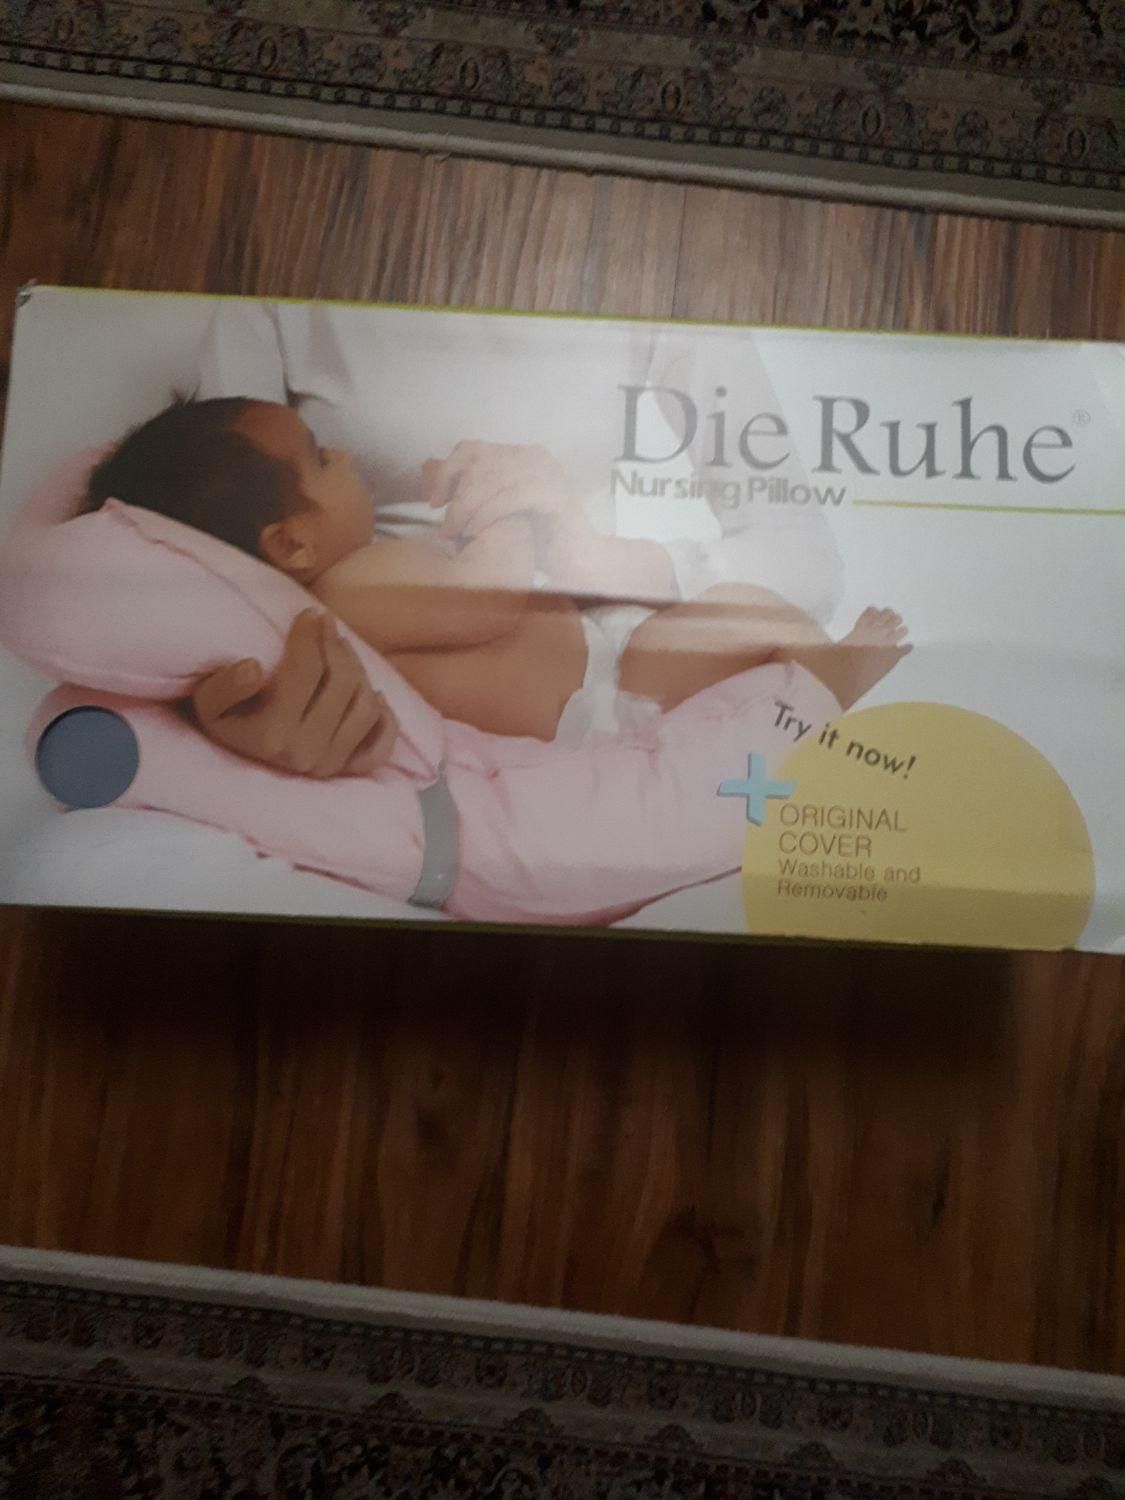 Die Ruhe®
Nursing Pillow
Try it now!
ORIGINAL
COVER
Washable and
Removable